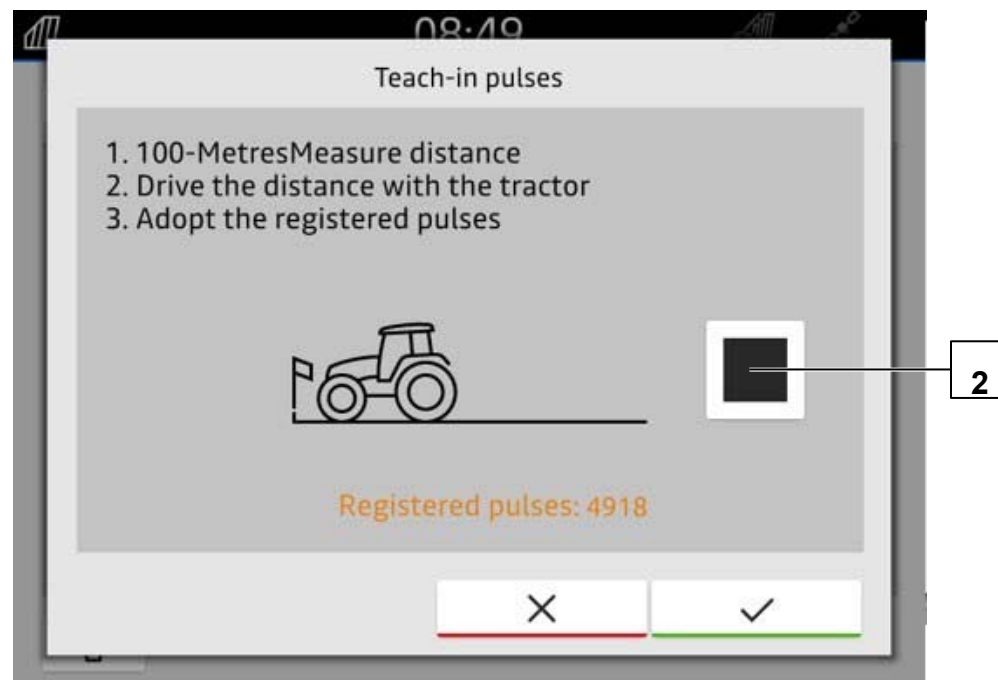 08:49
Teach-in pulses
1. 100-MetresMeasure distance
2. Drive the distance with the tractor
3. Adopt the registered pulses
2
Registered pulses: 4918